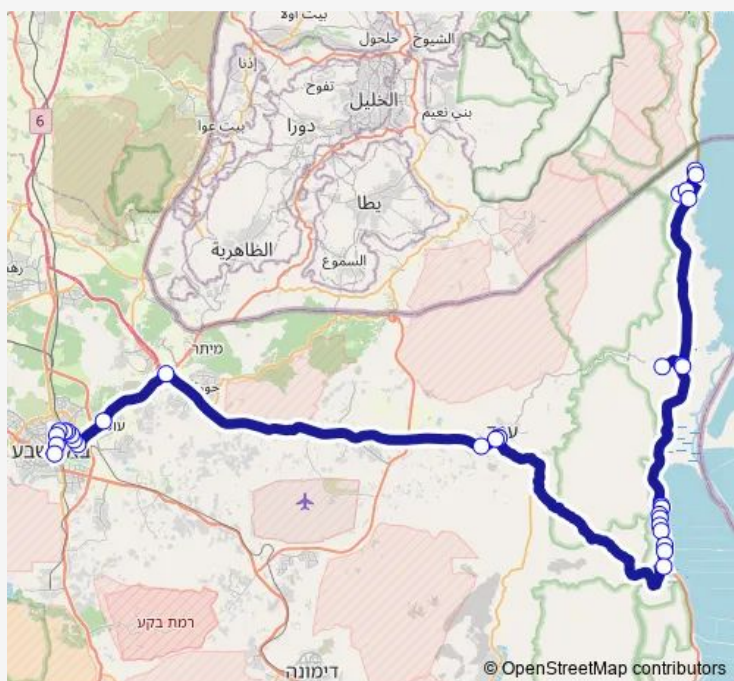 بيت أولا
حلحول
الشيوخ
إذنا
تفوح
الخليل
6
بيت عوا
دورا
بني نعيم
يطا
الظاهرية
السموع
מיתר
רמת בקע
דימונה
© OpenStreetMap contributors